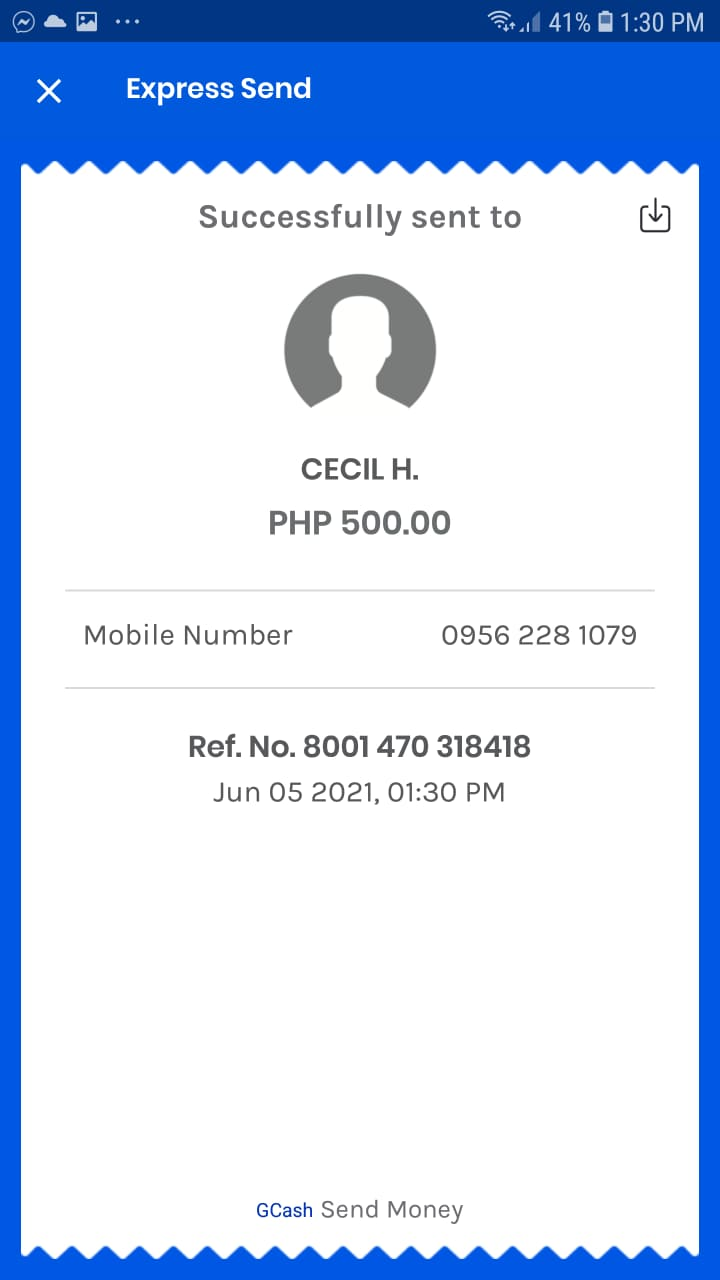 41% 1:30 PM
Express Send
Successfully sent to
CECIL H.
PHP 500.00
Mobile Number 0956 228 1079
Ref. No. 8001 470 318418
Jun 05 2021, 01:30 PM
GCash Send Money